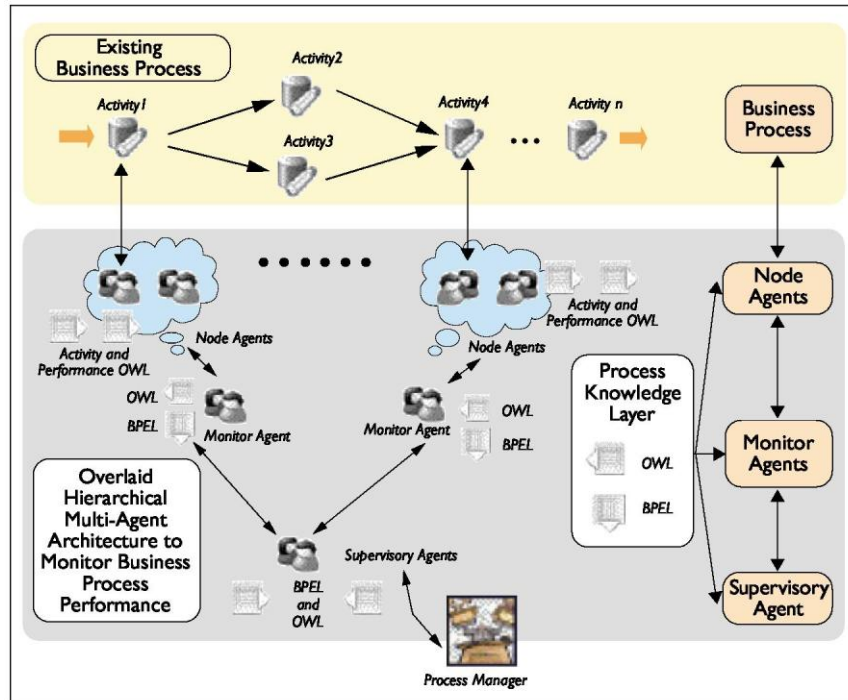 Existing
Business Process
Activity1
Activity2
Activity3
Activity4
Activity n
Business
Process
Activity and
Performance OWL
Node Agents
OWL
BPEL
Monitor Agent
Activity and
Performance OWL
Node Agents
Monitor Agent
OWL
BPEL
Overlaid
Hierarchical
Multi-Agent
Architecture to
Monitor Business
Process
Performance
BPEL
and
OWL
Supervisory Agents
Process Manager
Process
Knowledge
Layer
OWL
BPEL
Node
Agents
Monitor
Agents
Supervisory
Agent